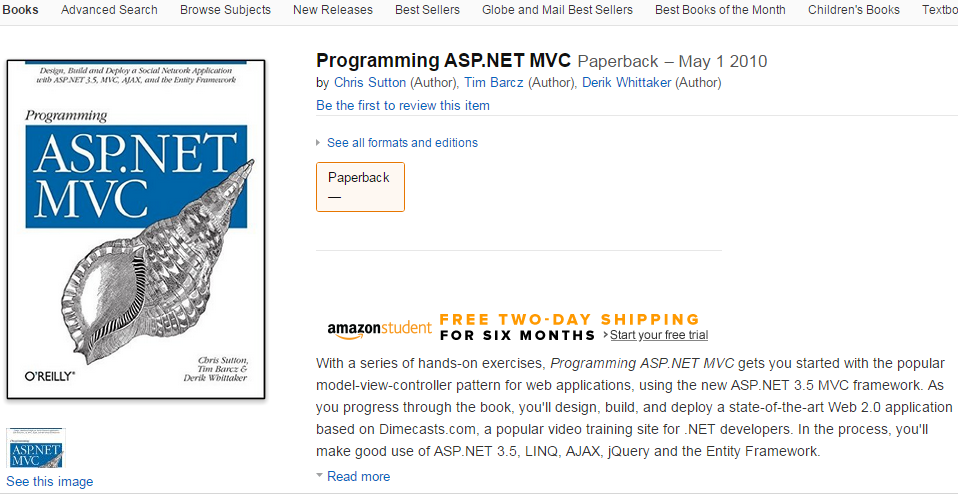 Books Advanced Search Browse Subjects New Releases Best Sellers Globe and Mail Best Sellers Best Books of the Month Children's Books Textbo
Design, Build and Deploy a Social Network Application
with ASP.NET 3.5, MVC, AJAX, and the Entity Framework
Programming
ASP.NET
MVC
Chris Sutton,
Tim Barcz &
Derik Whittaker
O'REILLY®
ASP.NET
MVC
See this image
Programming ASP.NET MVC Paperback – May 1 2010
by Chris Sutton (Author), Tim Barcz (Author), Derik Whittaker (Author)
Be the first to review this item
See all formats and editions
Paperback
—
amazonstudent FREE TWO-DAY SHIPPING
FOR SIX MONTHS >Start your free trial
With a series of hands-on exercises, Programming ASP.NET MVC gets you started with the popular
model-view-controller pattern for web applications, using the new ASP.NET 3.5 MVC framework. As
you progress through the book, you'll design, build, and deploy a state-of-the-art Web 2.0 application
based on Dimecasts.com, a popular video training site for .NET developers. In the process, you'll
make good use of ASP.NET 3.5, LINQ, AJAX, jQuery and the Entity Framework.
Read more